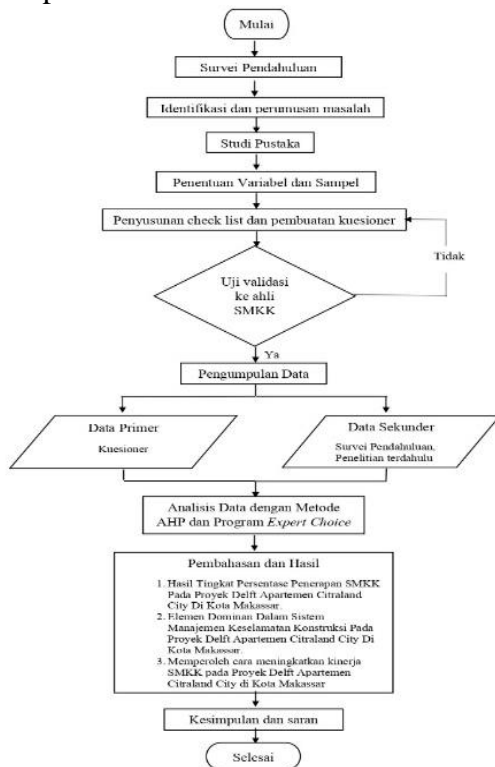 Mulai
Survei Pendahuluan
Identifikasi dan perumusan masalah
Studi Pustaka
Penentuan Variabel dan Sampel
Penyusunan check list dan pembuatan kuesioner
Tidak
Uji validasi
ke ahli
SMKK
Ya
Pengumpulan Data
Data Primer
Kuesioner
Data Sekunder
Survei Pendahuluan,
Penelitian terdahulu
Analisis Data dengan Metode
AHP dan Program Expert Choice
Pembahasan dan Hasil
1. Hasil Tingkat Persentase Penerapan SMKK
Pada Proyek Delft Apartemen Citraland
City Di Kota Makassar.
2. Elemen Dominan Dalam Sistem
Manajemen Keselamatan Konstruksi Pada
Proyek Delft Apartemen Citraland City Di
Kota Makassar.
3. Memperoleh cara meningkatkan kinerja
SMKK pada Proyek Delft Apartemen
Citraland City di Kota Makassar
Kesimpulan dan saran
Selesai